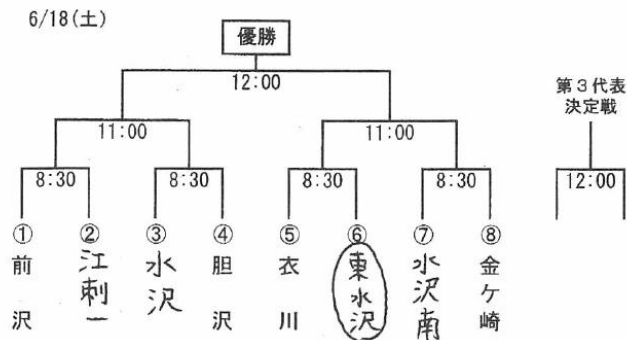 6/18(土)
優勝
12:00
第3代表
決定戦
11:00
11:00
8:30
8:30
8:30
8:30
12:00
① 前沢
② 江刺一
③ 水沢
④ 胆沢
⑤ 衣川
⑥ 東水沢
⑦ 水沢南
⑧ 金ケ崎